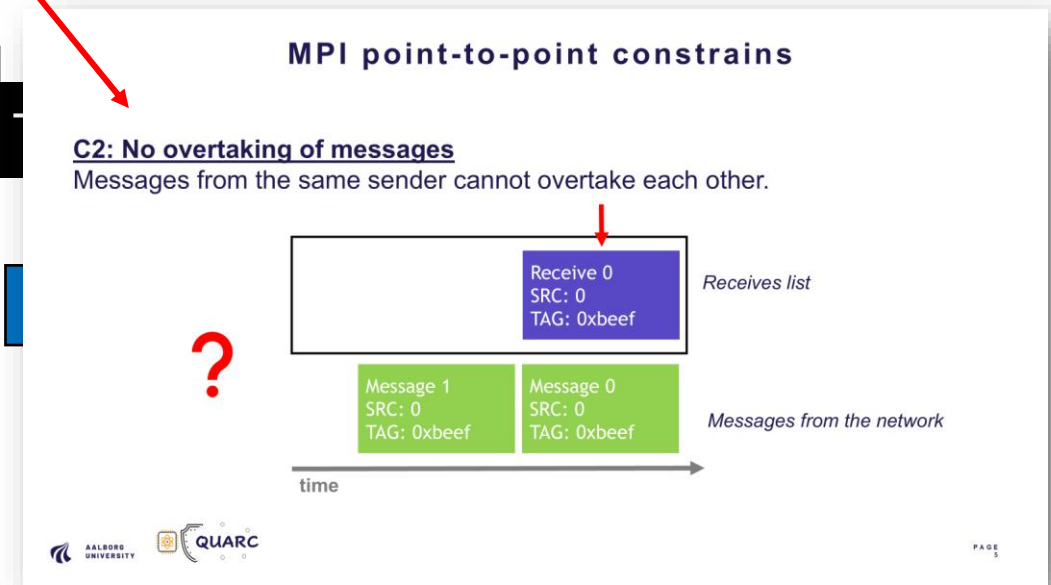 MPI point-to-point constrains
C2: No overtaking of messages
Messages from the same sender cannot overtake each other.
Receive 0
SRC: 0
TAG: 0xbeef
Receives list
?
Message 1
SRC: 0
TAG: 0xbeef
Message 0
SRC: 0
TAG: 0xbeef
Messages from the network
time
AALBORG
UNIVERSITY
QUARC
PAGE
5